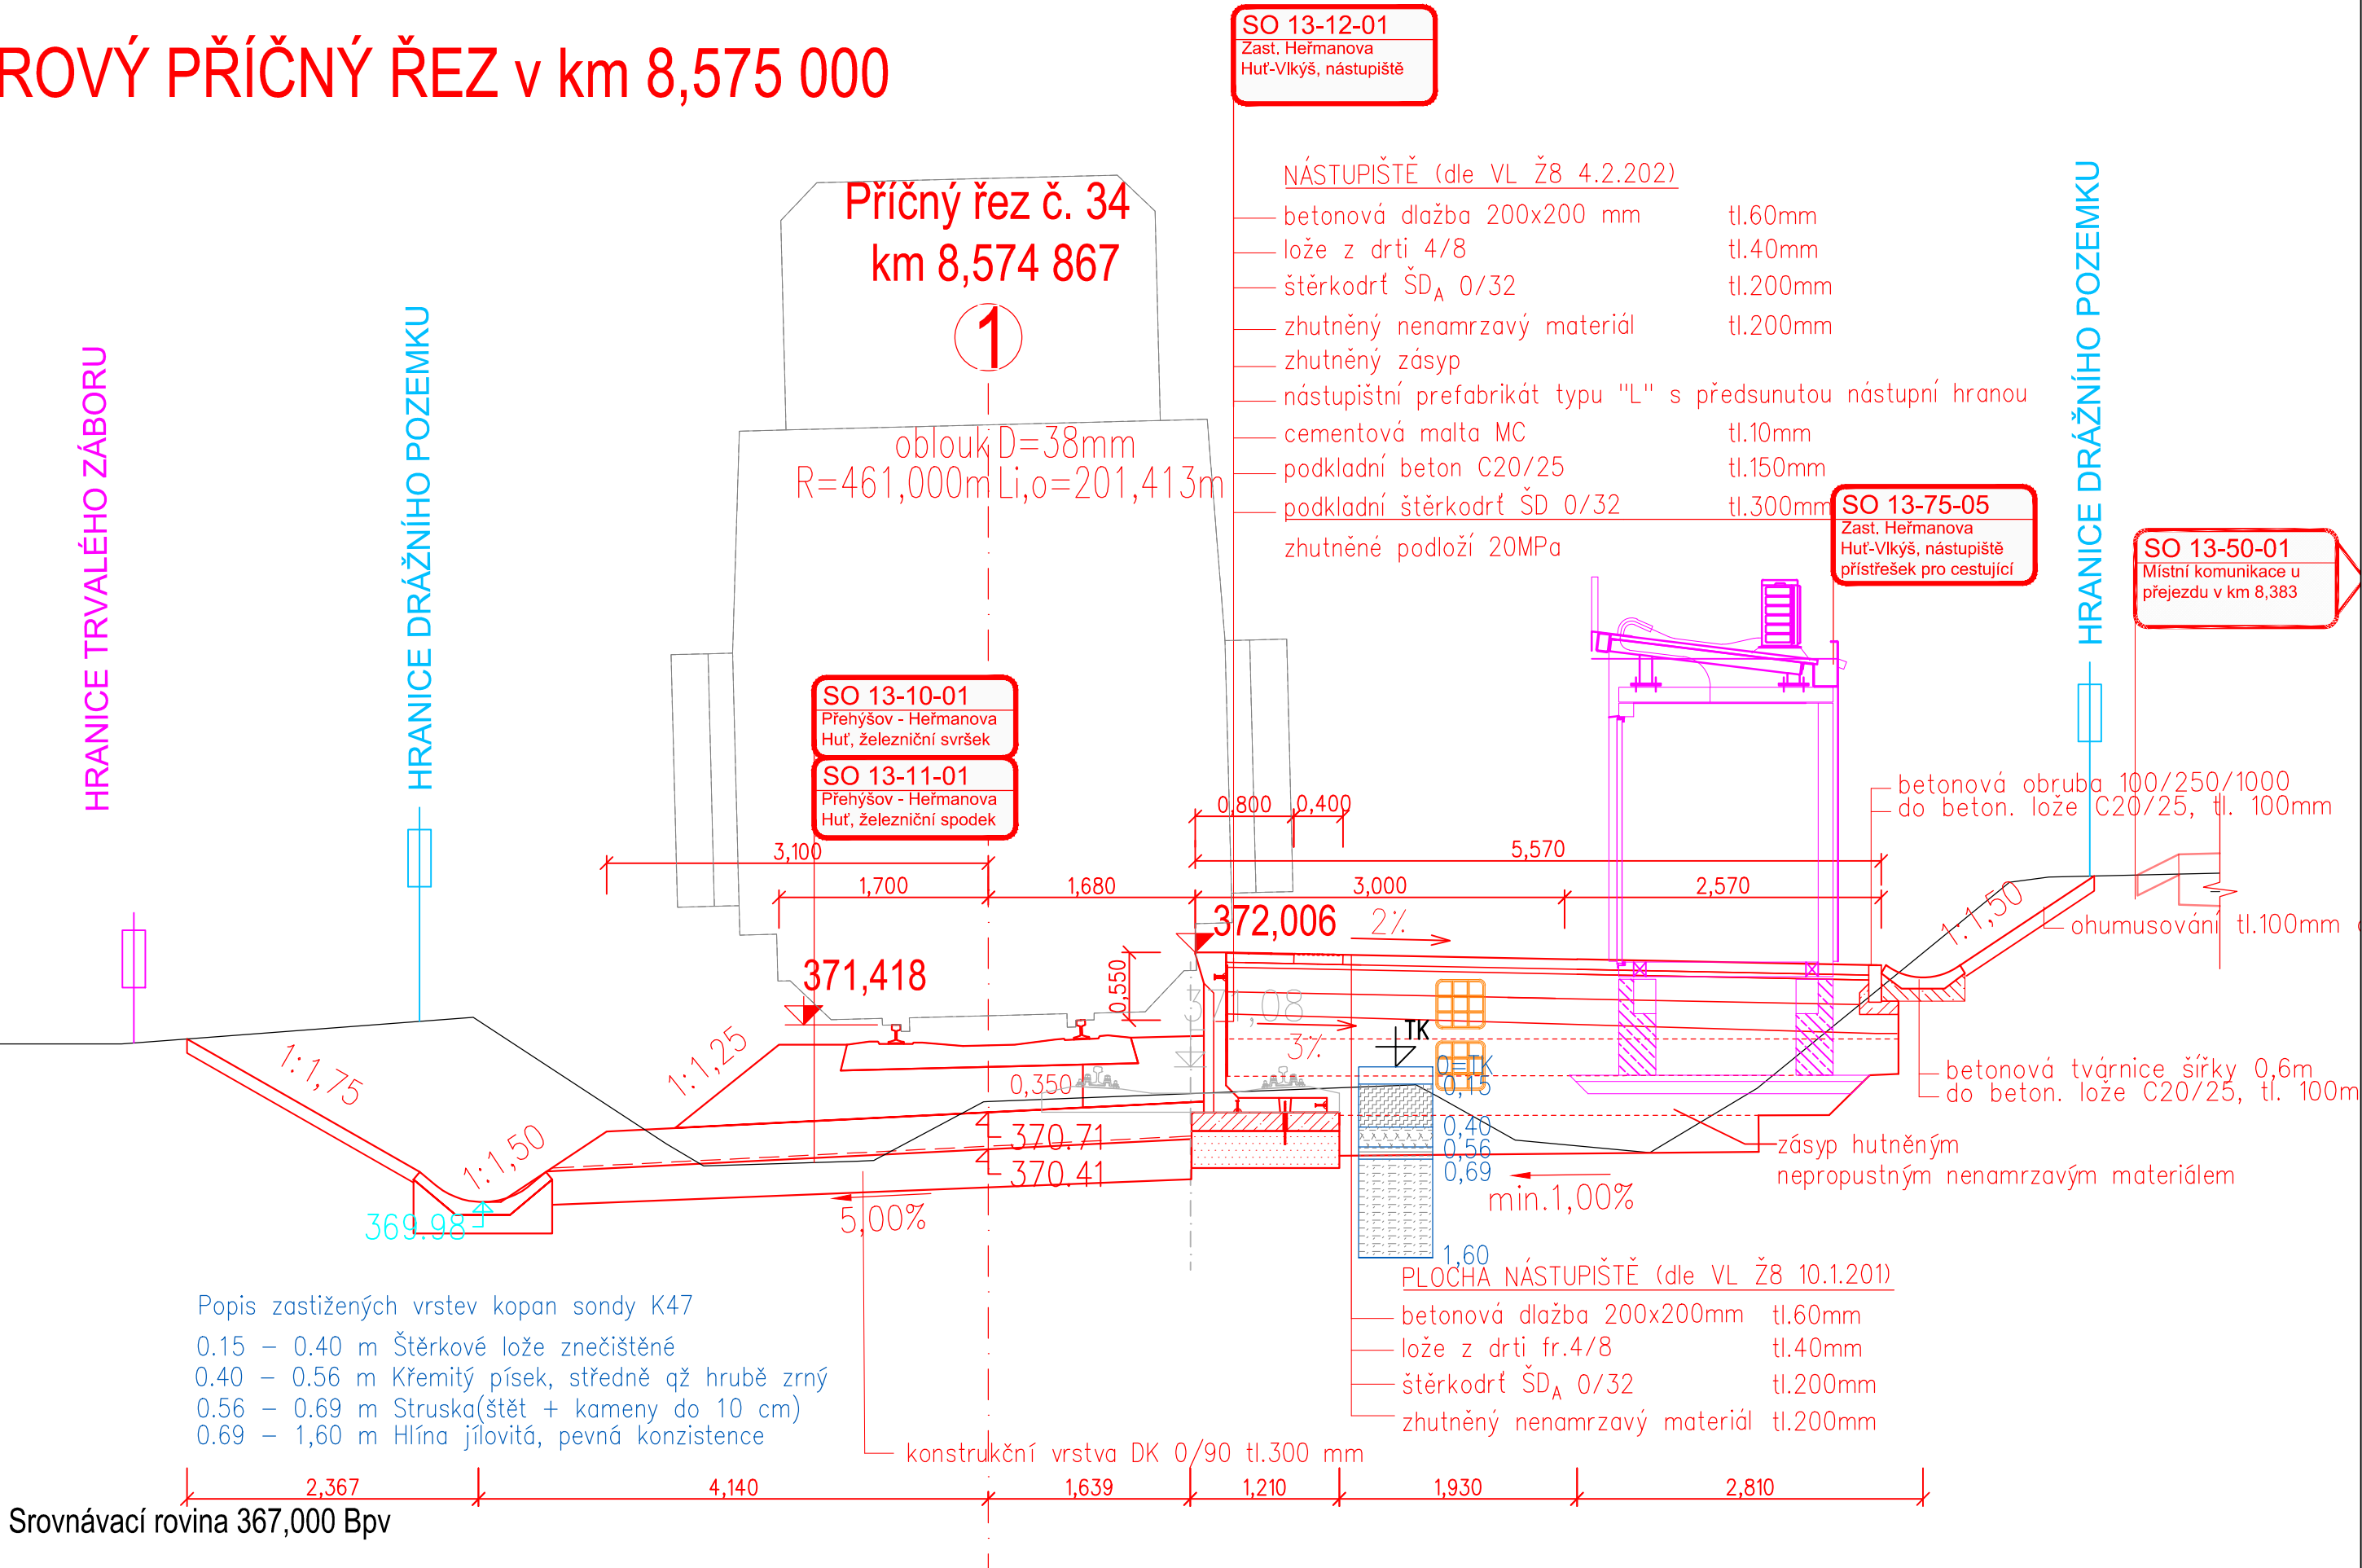 ROVÝ PŘÍČNÝ ŘEZ v km 8,575 000
SO 13-12-01
Zast. Heřmanova
Huť-Vlkýš, nástupiště
Příčný řez č. 34
km 8,574 867
1
oblouk D=38mm
R=461,000m Li,o=201,413m
NÁSTUPIŠTĚ (dle VL Ž8 4.2.202)
betonová dlažba 200x200 mm tl.60mm
lože z drti 4/8 tl.40mm
štěrkodrť ŠDA 0/32 tl.200mm
zhutněný nenamrzavý materiál tl.200mm
zhutněný zásyp
nástupištní prefabrikát typu "L" s předsunutou nástupní hranou
cementová malta MC tl.10mm
podkladní beton C20/25 tl.150mm
podkladní štěrkodrť ŠD 0/32 tl.300mm
zhutněné podloží 20MPa
SO 13-75-05
Zast. Heřmanova
Huť-Vlkýš, nástupiště
přístřešek pro cestující
SO 13-50-01
Místní komunikace u
přejezdu v km 8,383
HRANICE TRVALÉHO ZÁBORU
HRANICE DRÁŽNÍHO POZEMKU
HRANICE DRÁŽNÍHO POZEMKU
SO 13-10-01
Přehýšov - Heřmanova
Huť, železniční svršek
SO 13-11-01
Přehýšov - Heřmanova
Huť, železniční spodek
betonová obruba 100/250/1000
do beton. lože C20/25, tl. 100mm
0,800 0,400
3,100
5,570
1,700 1,680 3,000 2,570
372,006
2%
1:1,50
ohumusování tl.100mm
371,418
0,550
371,08
3%
TK
0=TK
0,15
0,40
0,56
0,69
1,60
1:1,75
1:1,25
0,350
1:1,50
370.71
370.41
369.98
5,00%
min.1,00%
betonová tvárnice šířky 0,6m
do beton. lože C20/25, tl. 100m
zásyp hutněným
nepropustným nenamrzavým materiálem
PLOCHA NÁSTUPIŠTĚ (dle VL Ž8 10.1.201)
betonová dlažba 200x200mm tl.60mm
lože z drti fr.4/8 tl.40mm
štěrkodrť ŠDA 0/32 tl.200mm
zhutněný nenamrzavý materiál tl.200mm
Popis zastižených vrstev kopan sondy K47
0.15 – 0.40 m Štěrkové lože znečištěné
0.40 – 0.56 m Křemitý písek, středně qž hrubě zrný
0.56 – 0.69 m Struska(štět + kameny do 10 cm)
0.69 – 1,60 m Hlína jílovitá, pevná konzistence
konstrukční vrstva DK 0/90 tl.300 mm
2,367 4,140 1,639 1,210 1,930 2,810
Srovnávací rovina 367,000 Bpv